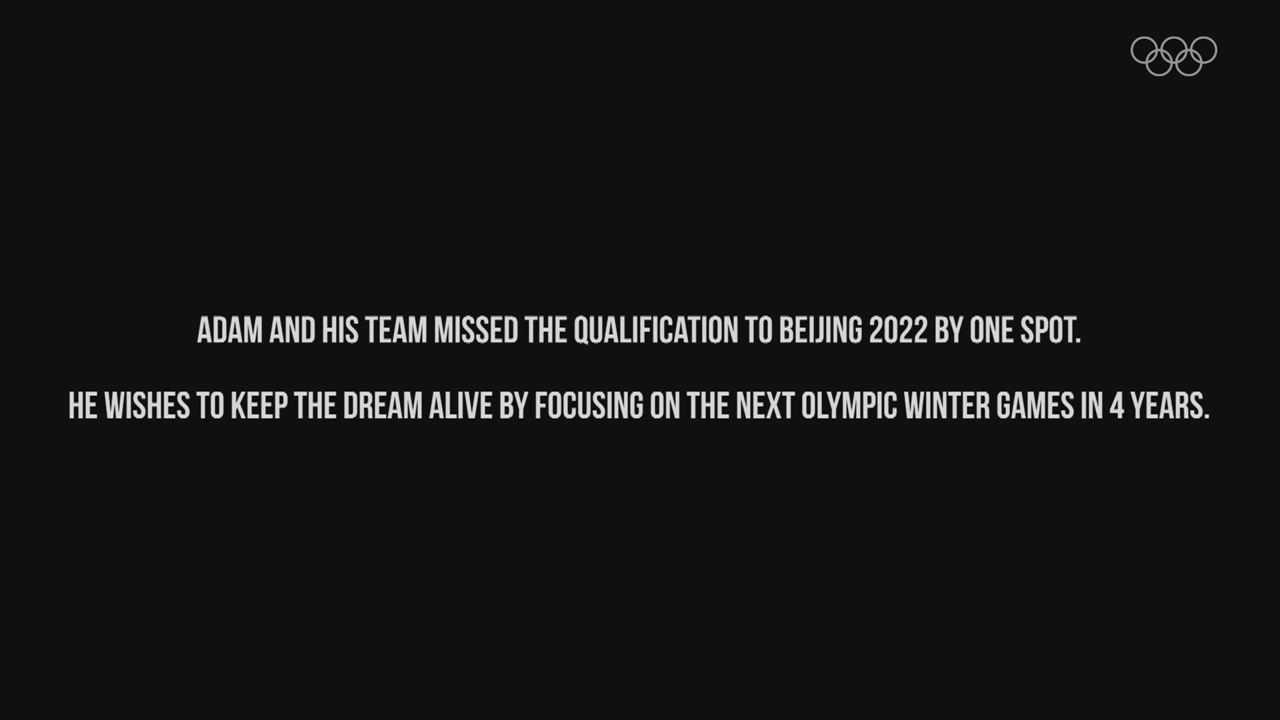 ADAM AND HIS TEAM MISSED THE QUALIFICATION TO BEIJING 2022 BY ONE SPOT.
HE WISHES TO KEEP THE DREAM ALIVE BY FOCUSING ON THE NEXT OLYMPIC WINTER GAMES IN 4 YEARS.